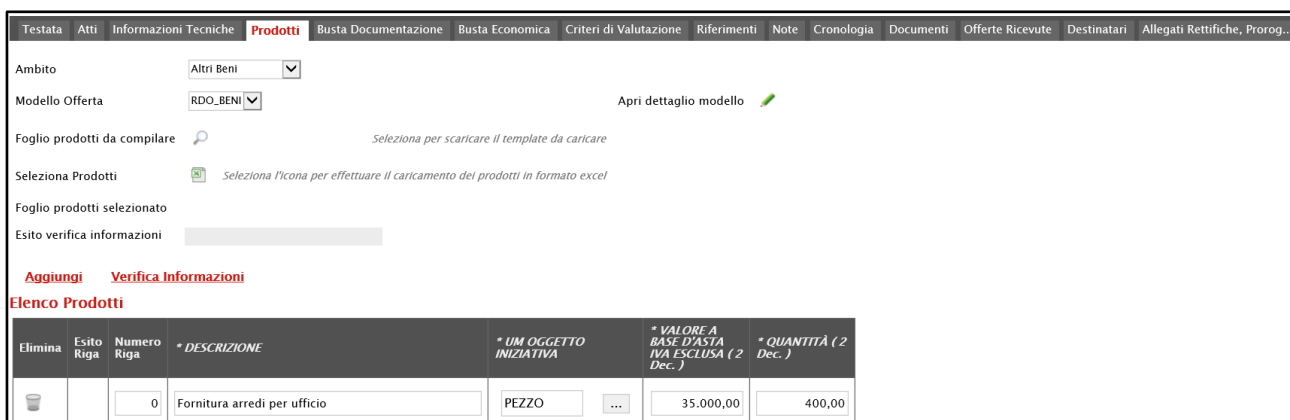 Testata Atti Informazioni Tecniche Prodotti Busta Documentazione Busta Economica Criteri di Valutazione Riferimenti Note Cronologia Documenti Offerte Ricevute Destinatari Allegati Rettifiche, Prorog...
Ambito Altri Beni
Modello Offerta RDO_BENI Apri dettaglio modello
Foglio prodotti da compilare Seleziona per scaricare il template da caricare
Seleziona Prodotti Seleziona l'icona per effettuare il caricamento dei prodotti in formato excel
Foglio prodotti selezionato
Esito verifica informazioni
Aggiungi Verifica Informazioni
Elenco Prodotti
Elimina Esito Riga Numero Riga * DESCRIZIONE * UM OGGETTO INIZIATIVA * VALORE A BASE D'ASTA IVA ESCLUSA ( 2 Dec. ) * QUANTITÀ ( 2 Dec. )
0 Fornitura arredi per ufficio PEZZO ... 35.000,00 400,00